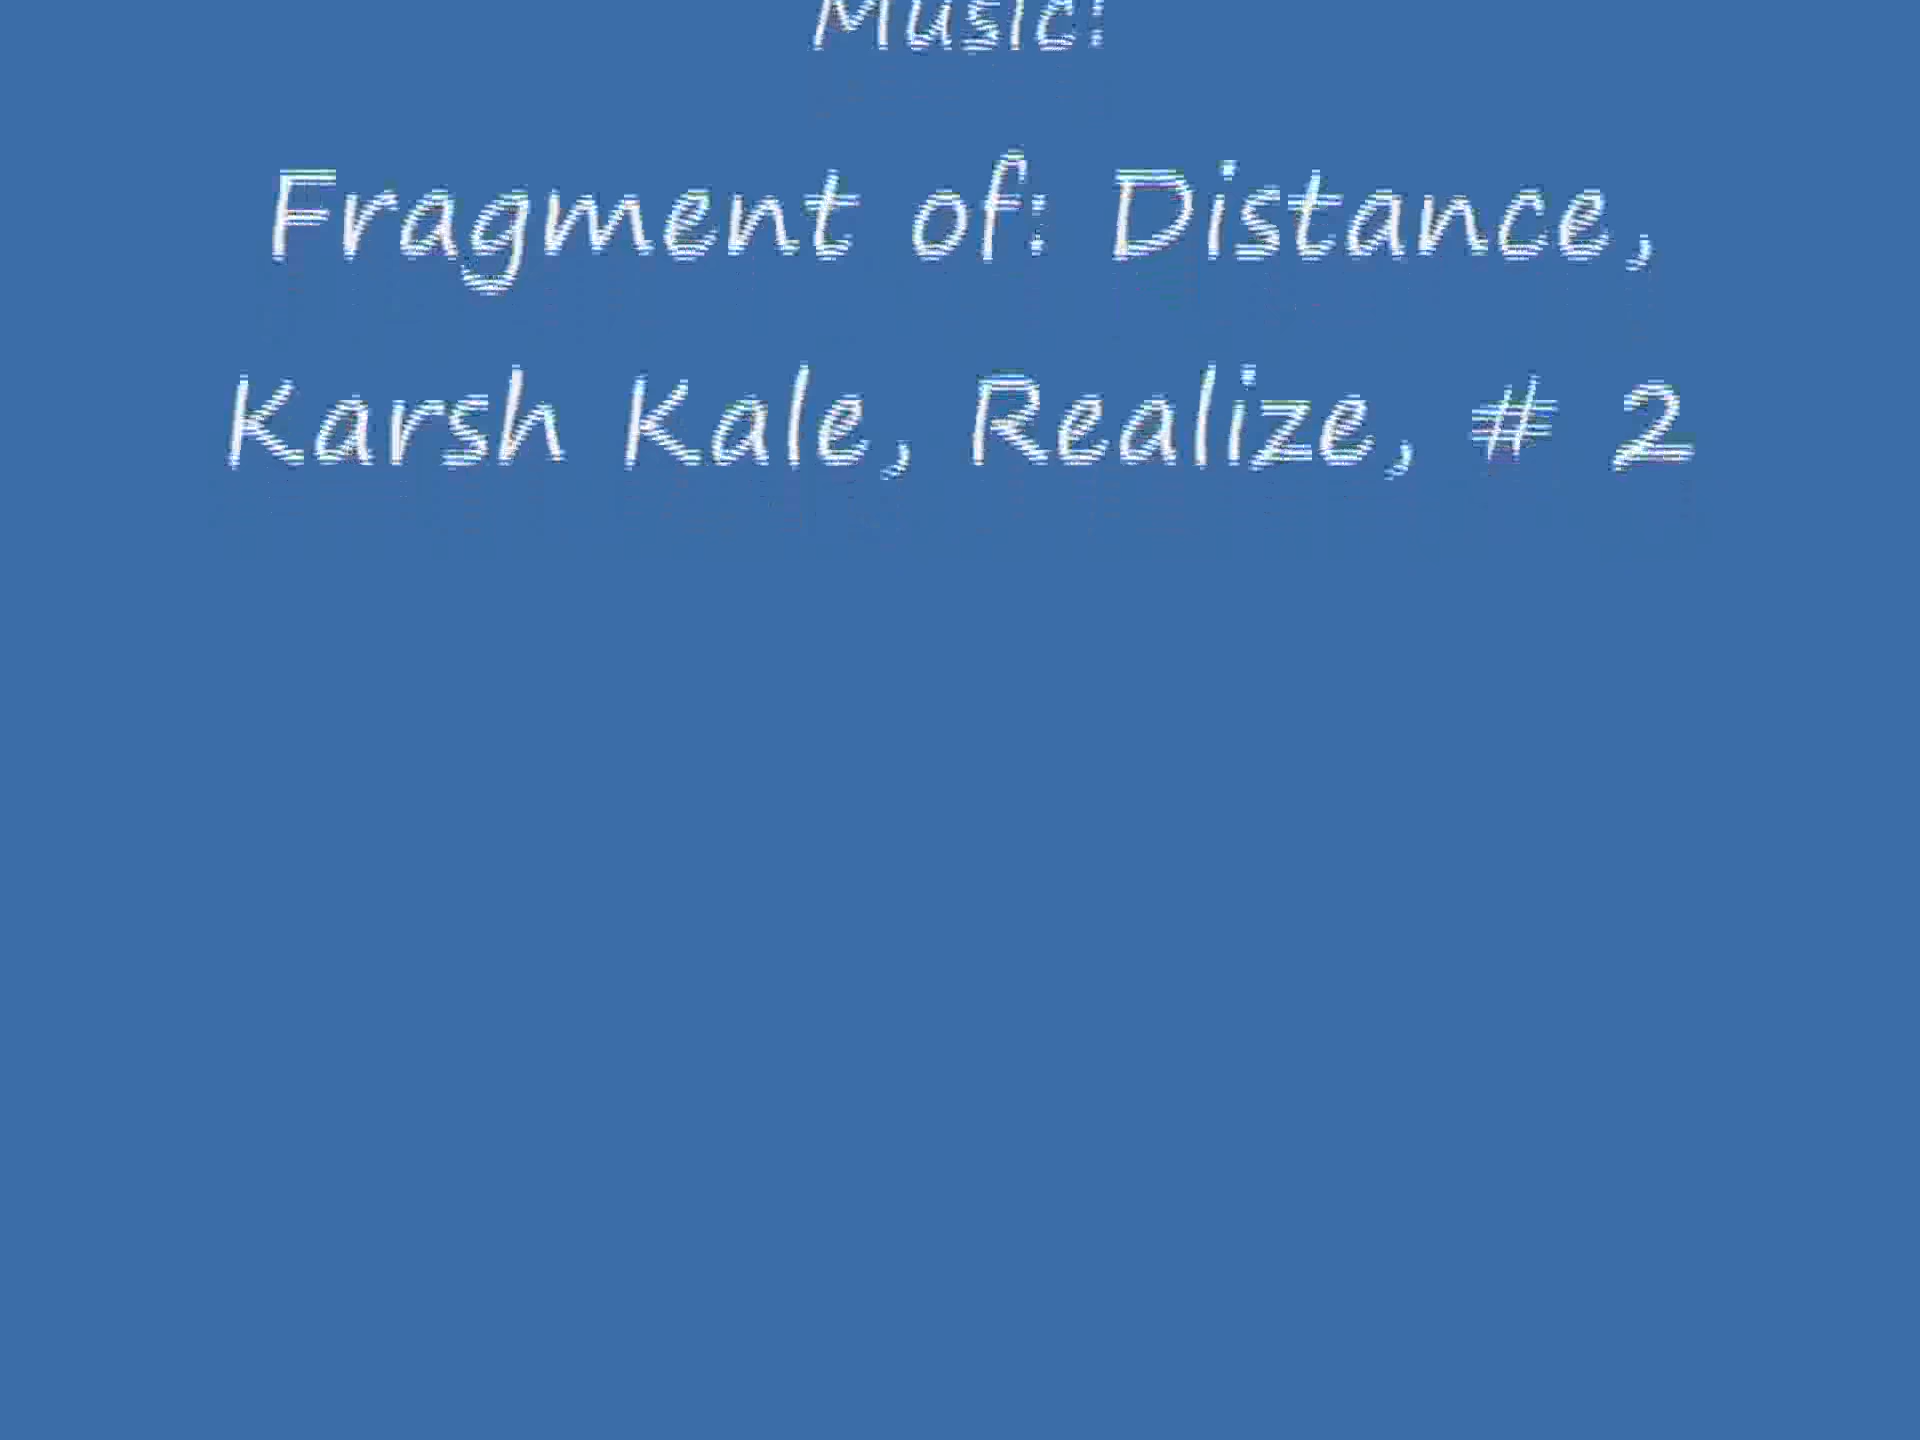 Music:
Fragment of: Distance,
Karsh Kale, Realize, # 2